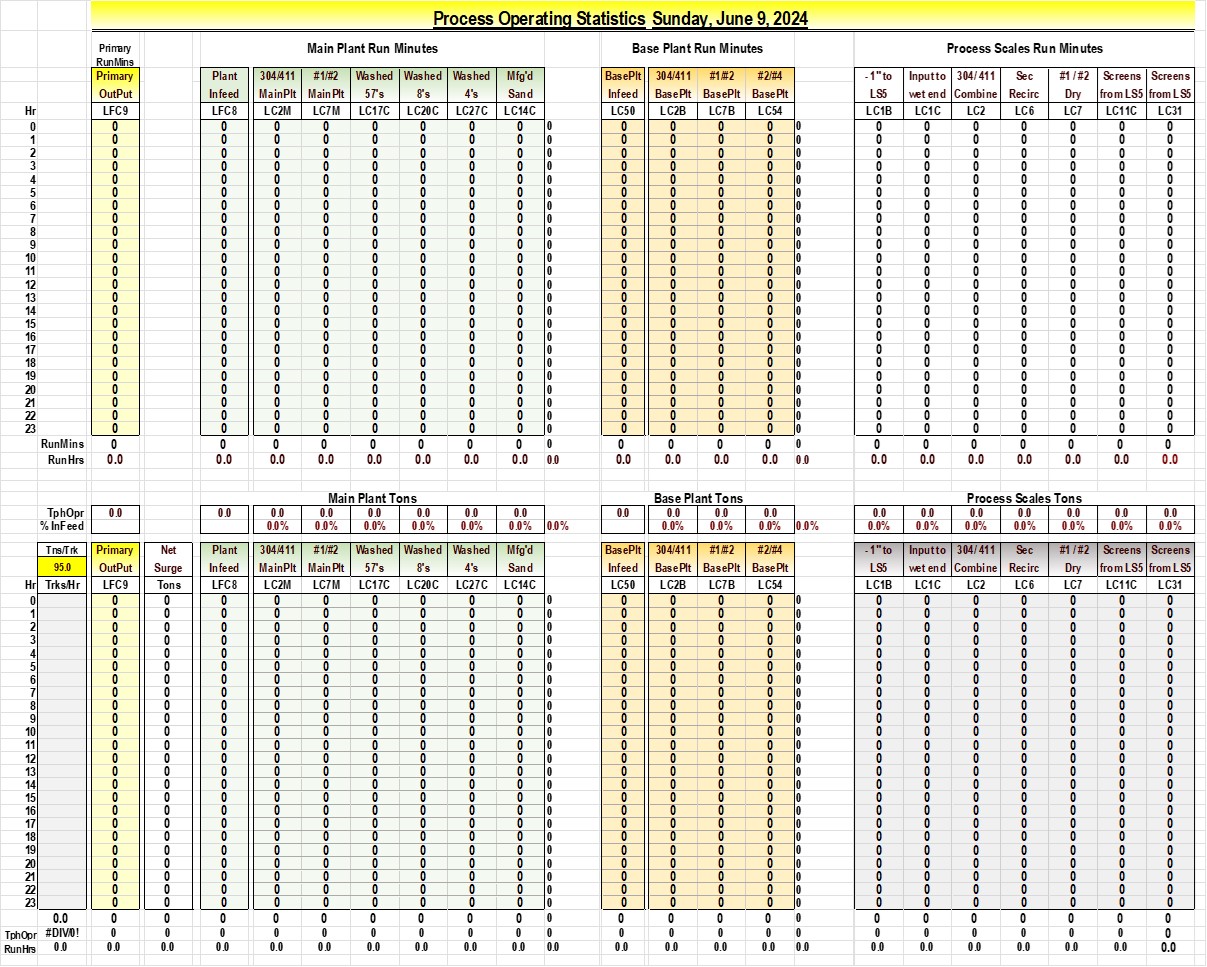 Process Operating Statistics Sunday, June 9, 2024
Primary Main Plant Run Minutes Base Plant Run Minutes Process Scales Run Minutes
RunMins
Primary Plant 304/411 #1/#2 Washed Washed Washed Mfg'd BasePlt 304/411 #1/#2 #2/#4 - 1" to Input to 304/ 411 Sec #1 / #2 Screens Screens
OutPut Infeed MainPlt MainPlt 57's 8's 4's Sand Infeed BasePlt BasePlt BasePlt LS5 wet end Combine Recirc Dry from LS5 from LS5
Hr LFC9 LFC8 LC2M LC7M LC17C LC20C LC27C LC14C LC50 LC2B LC7B LC54 LC1B LC1C LC2 LC6 LC7 LC11C LC31
0 0 0 0 0 0 0 0 0 0 0 0 0 0 0 0 0 0 0 0 0 0
1 0 0 0 0 0 0 0 0 0 0 0 0 0 0 0 0 0 0 0 0 0
2 0 0 0 0 0 0 0 0 0 0 0 0 0 0 0 0 0 0 0 0 0
3 0 0 0 0 0 0 0 0 0 0 0 0 0 0 0 0 0 0 0 0 0
4 0 0 0 0 0 0 0 0 0 0 0 0 0 0 0 0 0 0 0 0 0
5 0 0 0 0 0 0 0 0 0 0 0 0 0 0 0 0 0 0 0 0 0
6 0 0 0 0 0 0 0 0 0 0 0 0 0 0 0 0 0 0 0 0 0
7 0 0 0 0 0 0 0 0 0 0 0 0 0 0 0 0 0 0 0 0 0
8 0 0 0 0 0 0 0 0 0 0 0 0 0 0 0 0 0 0 0 0 0
9 0 0 0 0 0 0 0 0 0 0 0 0 0 0 0 0 0 0 0 0 0
10 0 0 0 0 0 0 0 0 0 0 0 0 0 0 0 0 0 0 0 0 0
11 0 0 0 0 0 0 0 0 0 0 0 0 0 0 0 0 0 0 0 0 0
12 0 0 0 0 0 0 0 0 0 0 0 0 0 0 0 0 0 0 0 0 0
13 0 0 0 0 0 0 0 0 0 0 0 0 0 0 0 0 0 0 0 0 0
14 0 0 0 0 0 0 0 0 0 0 0 0 0 0 0 0 0 0 0 0 0
15 0 0 0 0 0 0 0 0 0 0 0 0 0 0 0 0 0 0 0 0 0
16 0 0 0 0 0 0 0 0 0 0 0 0 0 0 0 0 0 0 0 0 0
17 0 0 0 0 0 0 0 0 0 0 0 0 0 0 0 0 0 0 0 0 0
18 0 0 0 0 0 0 0 0 0 0 0 0 0 0 0 0 0 0 0 0 0
19 0 0 0 0 0 0 0 0 0 0 0 0 0 0 0 0 0 0 0 0 0
20 0 0 0 0 0 0 0 0 0 0 0 0 0 0 0 0 0 0 0 0 0
21 0 0 0 0 0 0 0 0 0 0 0 0 0 0 0 0 0 0 0 0 0
22 0 0 0 0 0 0 0 0 0 0 0 0 0 0 0 0 0 0 0 0 0
23 0 0 0 0 0 0 0 0 0 0 0 0 0 0 0 0 0 0 0 0 0
RunMins 0 0 0 0 0 0 0 0 0 0 0 0 0 0 0 0 0 0 0 0 0
RunHrs 0.0 0.0 0.0 0.0 0.0 0.0 0.0 0.0 0.0 0.0 0.0 0.0 0.0 0.0 0.0 0.0 0.0 0.0 0.0 0.0 0.0
Main Plant Tons Base Plant Tons Process Scales Tons
TphOpr 0.0 0.0 0.0 0.0 0.0 0.0 0.0 0.0 0.0 0.0 0.0 0.0 0.0 0.0 0.0 0.0 0.0 0.0 0.0
% InFeed 0.0% 0.0% 0.0% 0.0% 0.0% 0.0% 0.0% 0.0% 0.0% 0.0% 0.0% 0.0% 0.0% 0.0% 0.0% 0.0% 0.0% 0.0%
Tns/Trk Primary Net Plant 304/411 #1/#2 Washed Washed Washed Mfg'd BasePlt 304/411 #1/#2 #2/#4 - 1" to Input to 304/ 411 Sec #1 / #2 Screens Screens
95.0 OutPut Surge Infeed MainPlt MainPlt 57's 8's 4's Sand Infeed BasePlt BasePlt BasePlt LS5 wet end Combine Recirc Dry from LS5 from LS5
Hr Trks/Hr LFC9 Tons LFC8 LC2M LC7M LC17C LC20C LC27C LC14C LC50 LC2B LC7B LC54 LC1B LC1C LC2 LC6 LC7 LC11C LC31
0 0 0 0 0 0 0 0 0 0 0 0 0 0 0 0 0 0 0 0 0 0 0
1 0 0 0 0 0 0 0 0 0 0 0 0 0 0 0 0 0 0 0 0 0 0
2 0 0 0 0 0 0 0 0 0 0 0 0 0 0 0 0 0 0 0 0 0 0
3 0 0 0 0 0 0 0 0 0 0 0 0 0 0 0 0 0 0 0 0 0 0
4 0 0 0 0 0 0 0 0 0 0 0 0 0 0 0 0 0 0 0 0 0 0
5 0 0 0 0 0 0 0 0 0 0 0 0 0 0 0 0 0 0 0 0 0 0
6 0 0 0 0 0 0 0 0 0 0 0 0 0 0 0 0 0 0 0 0 0 0
7 0 0 0 0 0 0 0 0 0 0 0 0 0 0 0 0 0 0 0 0 0 0
8 0 0 0 0 0 0 0 0 0 0 0 0 0 0 0 0 0 0 0 0 0 0
9 0 0 0 0 0 0 0 0 0 0 0 0 0 0 0 0 0 0 0 0 0 0
10 0 0 0 0 0 0 0 0 0 0 0 0 0 0 0 0 0 0 0 0 0 0
11 0 0 0 0 0 0 0 0 0 0 0 0 0 0 0 0 0 0 0 0 0 0
12 0 0 0 0 0 0 0 0 0 0 0 0 0 0 0 0 0 0 0 0 0 0
13 0 0 0 0 0 0 0 0 0 0 0 0 0 0 0 0 0 0 0 0 0 0
14 0 0 0 0 0 0 0 0 0 0 0 0 0 0 0 0 0 0 0 0 0 0
15 0 0 0 0 0 0 0 0 0 0 0 0 0 0 0 0 0 0 0 0 0 0
16 0 0 0 0 0 0 0 0 0 0 0 0 0 0 0 0 0 0 0 0 0 0
17 0 0 0 0 0 0 0 0 0 0 0 0 0 0 0 0 0 0 0 0 0 0
18 0 0 0 0 0 0 0 0 0 0 0 0 0 0 0 0 0 0 0 0 0 0
19 0 0 0 0 0 0 0 0 0 0 0 0 0 0 0 0 0 0 0 0 0 0
20 0 0 0 0 0 0 0 0 0 0 0 0 0 0 0 0 0 0 0 0 0 0
21 0 0 0 0 0 0 0 0 0 0 0 0 0 0 0 0 0 0 0 0 0 0
22 0 0 0 0 0 0 0 0 0 0 0 0 0 0 0 0 0 0 0 0 0 0
23 0 0 0 0 0 0 0 0 0 0 0 0 0 0 0 0 0 0 0 0 0 0
0.0 0 0 0 0 0 0 0 0 0 0 0 0 0 0 0 0 0 0 0 0 0 0
TphOpr #DIV/0! 0 0 0 0 0 0 0 0 0 0 0 0 0 0 0 0 0 0 0 0 0 0
RunHrs 0.0 0.0 0.0 0.0 0.0 0.0 0.0 0.0 0.0 0.0 0.0 0.0 0.0 0.0 0.0 0.0 0.0 0.0 0.0 0.0 0.0 0.0 0.0